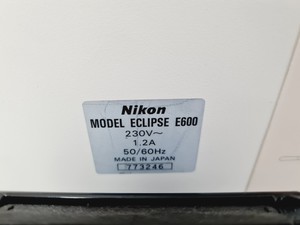 Nikon
MODEL ECLIPSE E600
230V～
1.2A
50/60Hz
MADE IN JAPAN
773246